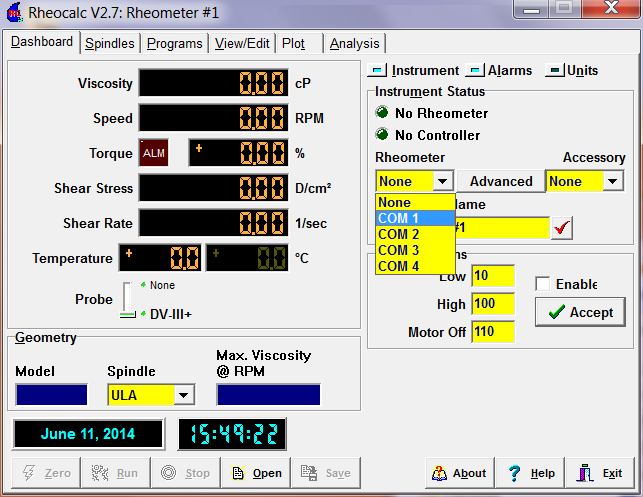 Rheocalc V2.7: Rheometer #1
Dashboard Spindles Programs View/Edit Plot Analysis
Viscosity 0.00 cP
Speed 0.00 RPM
Torque ALM + 0.00 %
Shear Stress 0.00 D/cm²
Shear Rate 0.00 1/sec
Temperature + 0.0 + 0.0 °C
Probe None
DV-III+
Geometry
Model Spindle Max. Viscosity
@ RPM
ULA
June 11, 2014 15:49:22
Instrument Alarms Units
Instrument Status
No Rheometer
No Controller
Rheometer Accessory
None Advanced None
None
COM 1
COM 2
COM 3
COM 4
Name
#1
ns
Low 10
Enable
High 100
Accept
Motor Off 110
Zero Run Stop Open Save About Help Exit